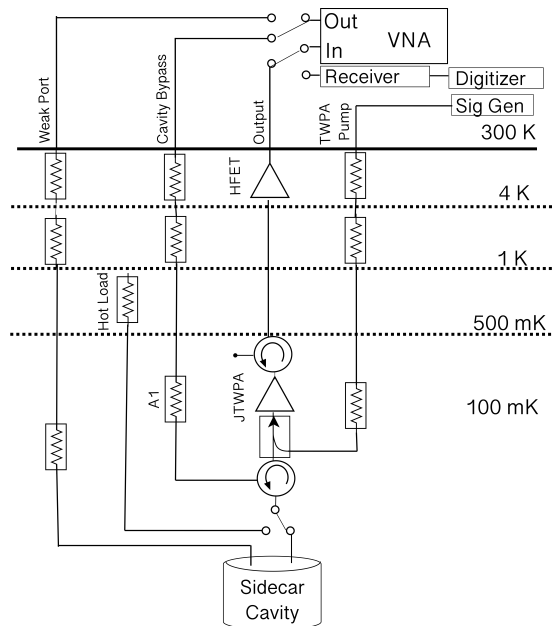 Out
VNA
In
Receiver
Digitizer
Sig Gen
Weak Port
Cavity Bypass
Output
TWPA
Pump
300 K
HFET
4 K
1 K
Hot Load
500 mK
A1
JTWPA
100 mK
Sidecar
Cavity